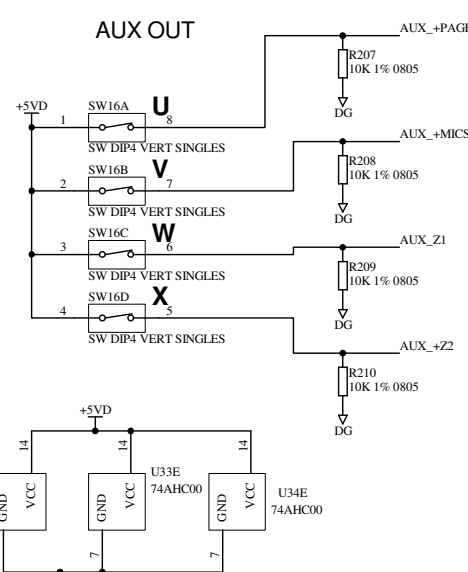 AUX OUT
AUX_+PAGE
R207
10K 1% 0805
DG
+5VD
SW16A
U
1
8
SW DIP4 VERT SINGLES
AUX_+MICS
R208
10K 1% 0805
DG
SW16B
V
2
7
SW DIP4 VERT SINGLES
AUX_Z1
R209
10K 1% 0805
DG
SW16C
W
3
6
SW DIP4 VERT SINGLES
AUX_+Z2
R210
10K 1% 0805
DG
SW16D
X
4
5
SW DIP4 VERT SINGLES
+5VD
14
GND
VCC
14
GND
VCC
7
U33E
74AHC00
14
GND
VCC
7
U34E
74AHC00